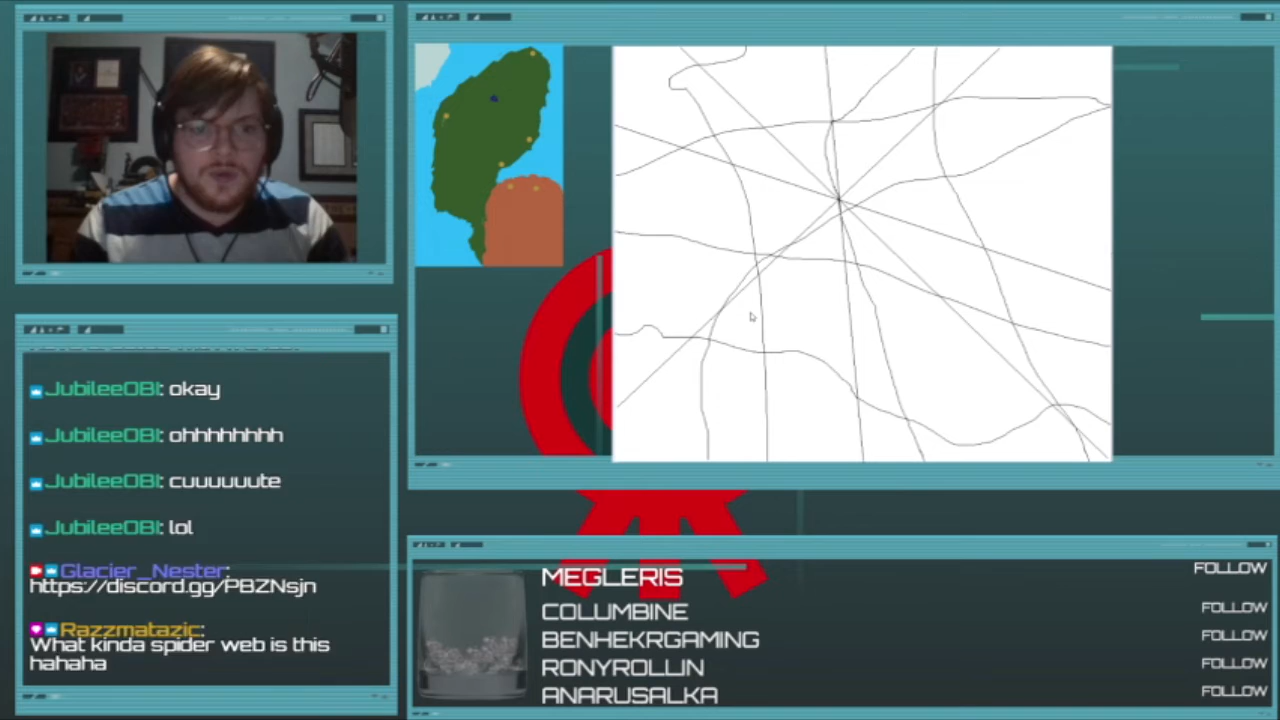 JubileeOBI: okay
JubileeOBI: ohhhhhhhh
JubileeOBI: cuuuuuute
JubileeOBI: lol
Glacier_Nester:
https://discord.gg/PBZNsjn
Razzmatazic:
What kinda spider web is this
hahaha
MEGLERIS FOLLOW
COLUMBINE FOLLOW
BENHEKRGAMING FOLLOW
RONYROLLIN FOLLOW
ANARUSALKA FOLLOW